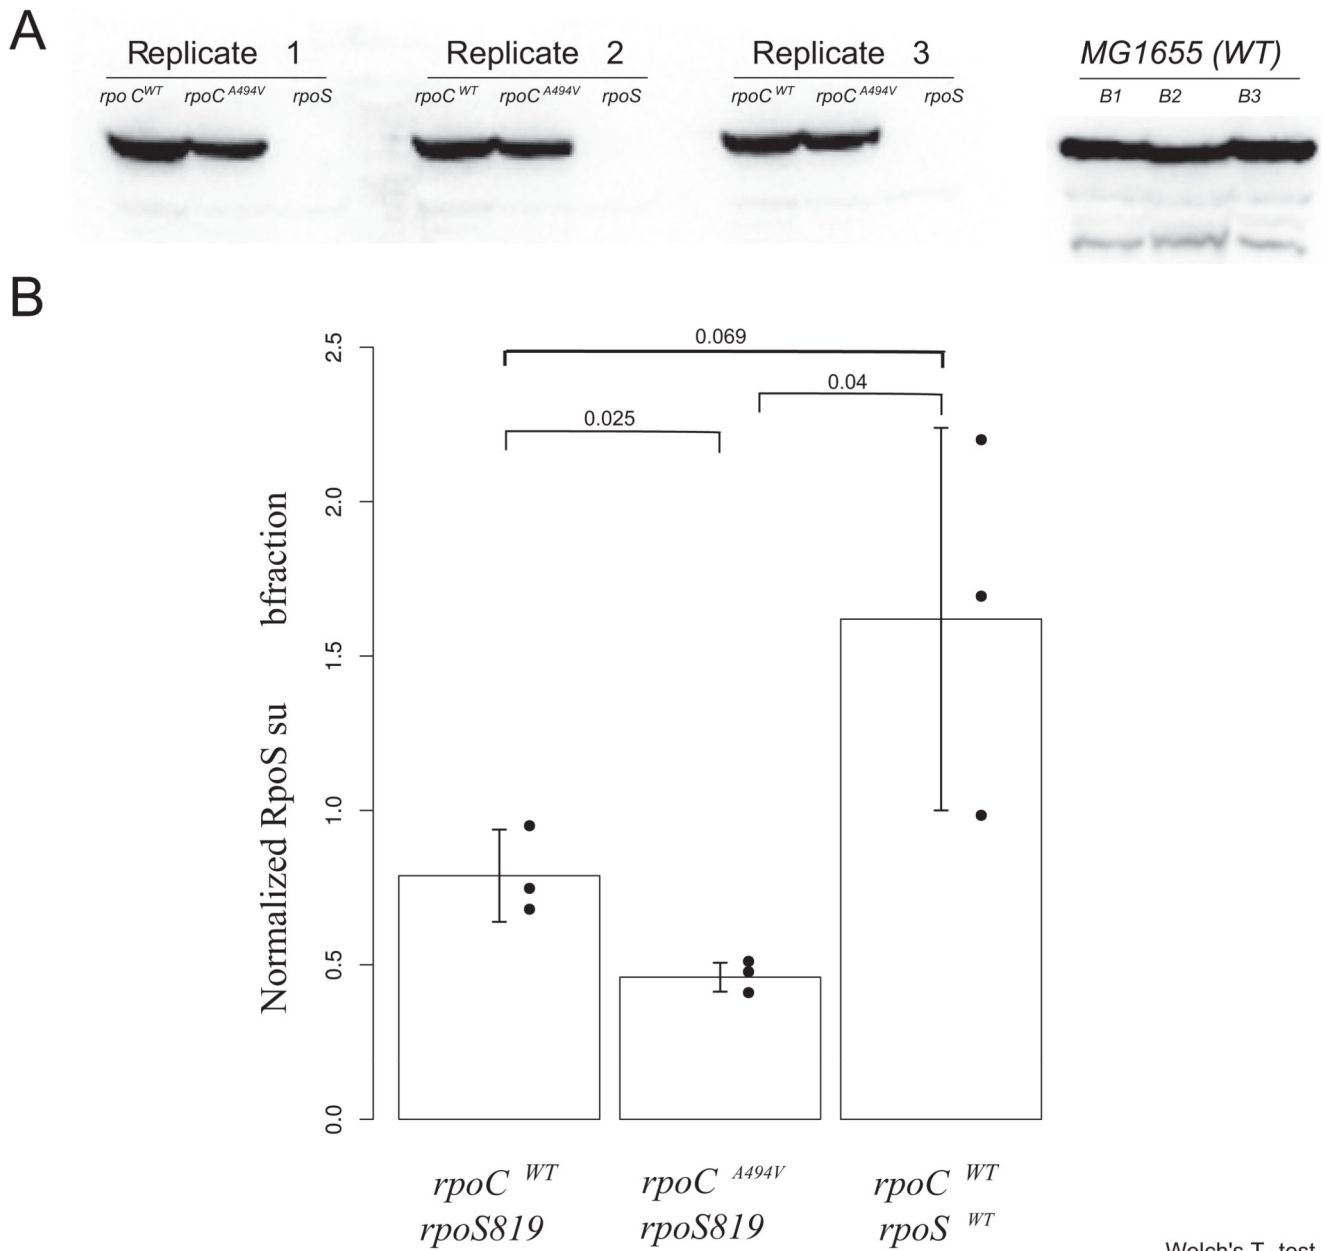 A
Replicate 1 Replicate 2 Replicate 3 MG1655 (WT)
rpo C^WT rpoC^A494V rpoS rpoC^WT rpoC^A494V rpoS rpoC^WT rpoC^A494V rpoS B1 B2 B3
B
Normalized RpoS su bfraction
2.5
2.0
1.5
1.0
0.5
0.0
0.069
0.04
0.025
rpoC ^WT rpoC ^A494V rpoC ^WT
rpoS819 rpoS819 rpoS ^WT